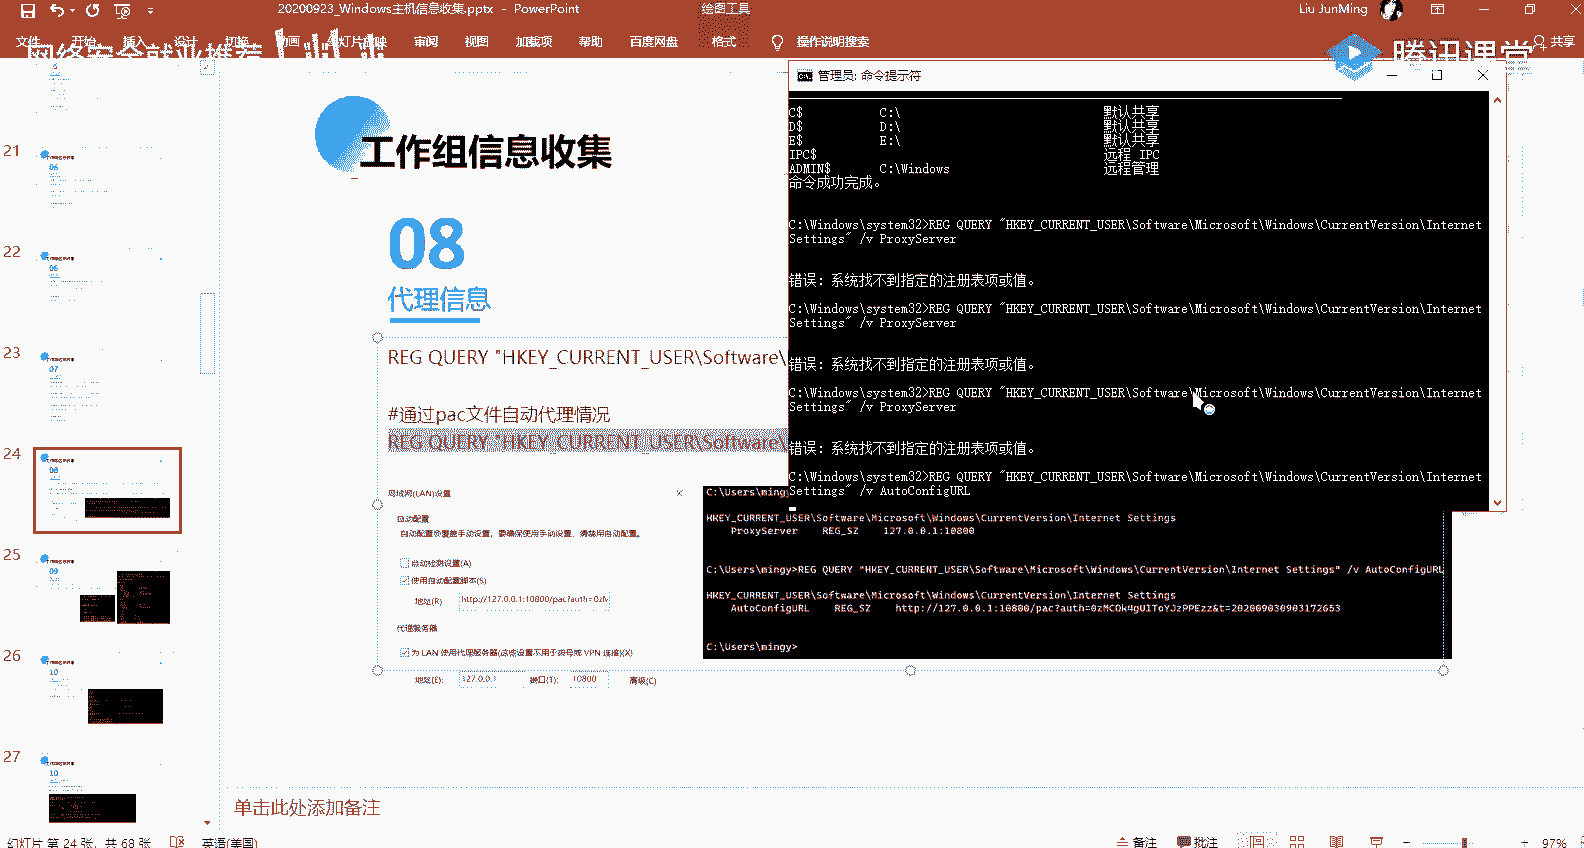 20200923_Windows主机信息收集.pptx - PowerPoint
绘图工具
Liu JunMing
文件 开始 插入 设计 切换 动画 幻灯片放映 审阅 视图 加载项 帮助 百度网盘 格式 操作说明搜索 共享
网络安全就业推荐
腾讯课堂
管理员: 命令提示符
C$ C:\ 默认共享
D$ D:\ 默认共享
E$ E:\ 默认共享
IPC$ 远程 IPC
ADMIN$ C:\Windows 远程管理
命令成功完成。
C:\Windows\system32>REG QUERY "HKEY_CURRENT_USER\Software\Microsoft\Windows\CurrentVersion\Internet
Settings" /v ProxyServer
错误: 系统找不到指定的注册表项或值。
C:\Windows\system32>REG QUERY "HKEY_CURRENT_USER\Software\Microsoft\Windows\CurrentVersion\Internet
Settings" /v ProxyServer
错误: 系统找不到指定的注册表项或值。
C:\Windows\system32>REG QUERY "HKEY_CURRENT_USER\Software\Microsoft\Windows\CurrentVersion\Internet
Settings" /v ProxyServer
错误: 系统找不到指定的注册表项或值。
C:\Windows\system32>REG QUERY "HKEY_CURRENT_USER\Software\Microsoft\Windows\CurrentVersion\Internet
Settings" /v AutoConfigURL
21
22
23
24
25
26
27
工作组信息收集
08
代理信息
REG QUERY "HKEY_CURRENT_USER\Software\
#通过pac文件自动代理情况
REG QUERY "HKEY_CURRENT_USER\Software\
局域网(LAN)设置
自动配置
自动配置会覆盖手动设置。要确保使用手动设置，请禁用自动配置。
自动检测设置(A)
使用自动配置脚本(S)
地址(R) http://127.0.0.1:10800/pac?auth=0zM
代理服务器
为 LAN 使用代理服务器(这些设置不用于拨号或 VPN 连接)(X)
地址(E): 127.0.0.1 端口(T): 10800 高级(C)
C:\Users\mingy
HKEY_CURRENT_USER\Software\Microsoft\Windows\CurrentVersion\Internet Settings
ProxyServer REG_SZ 127.0.0.1:10800
C:\Users\mingy>REG QUERY "HKEY_CURRENT_USER\Software\Microsoft\Windows\CurrentVersion\Internet Settings" /v AutoConfigURL
HKEY_CURRENT_USER\Software\Microsoft\Windows\CurrentVersion\Internet Settings
AutoConfigURL REG_SZ http://127.0.0.1:10800/pac?auth=0zMCOk4gUIToYJzPPEzz&t=202009030903172653
C:\Users\mingy>
单击此处添加备注
幻灯片 第 24 张，共 68 张 英语(美国) 备注 批注 97%